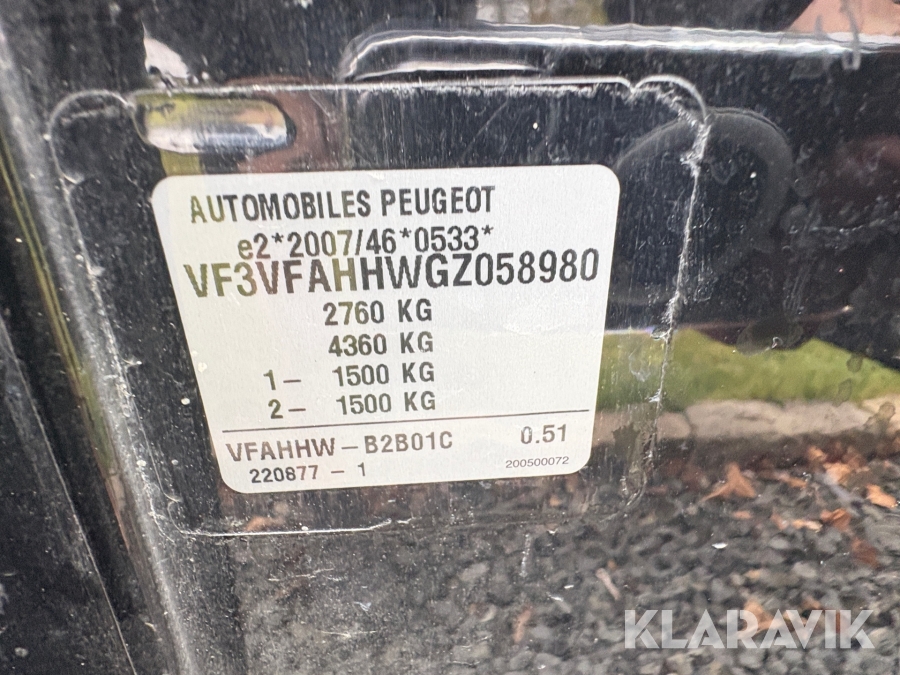 AUTOMOBILES PEUGEOT
e2*2007/46*0533*
VF3VFAHHWGZ058980
2760 KG
4360 KG
1- 1500 KG
2- 1500 KG
VFAHHW-B2B01C 0.51
220877-1 200500072
KLARAVIK